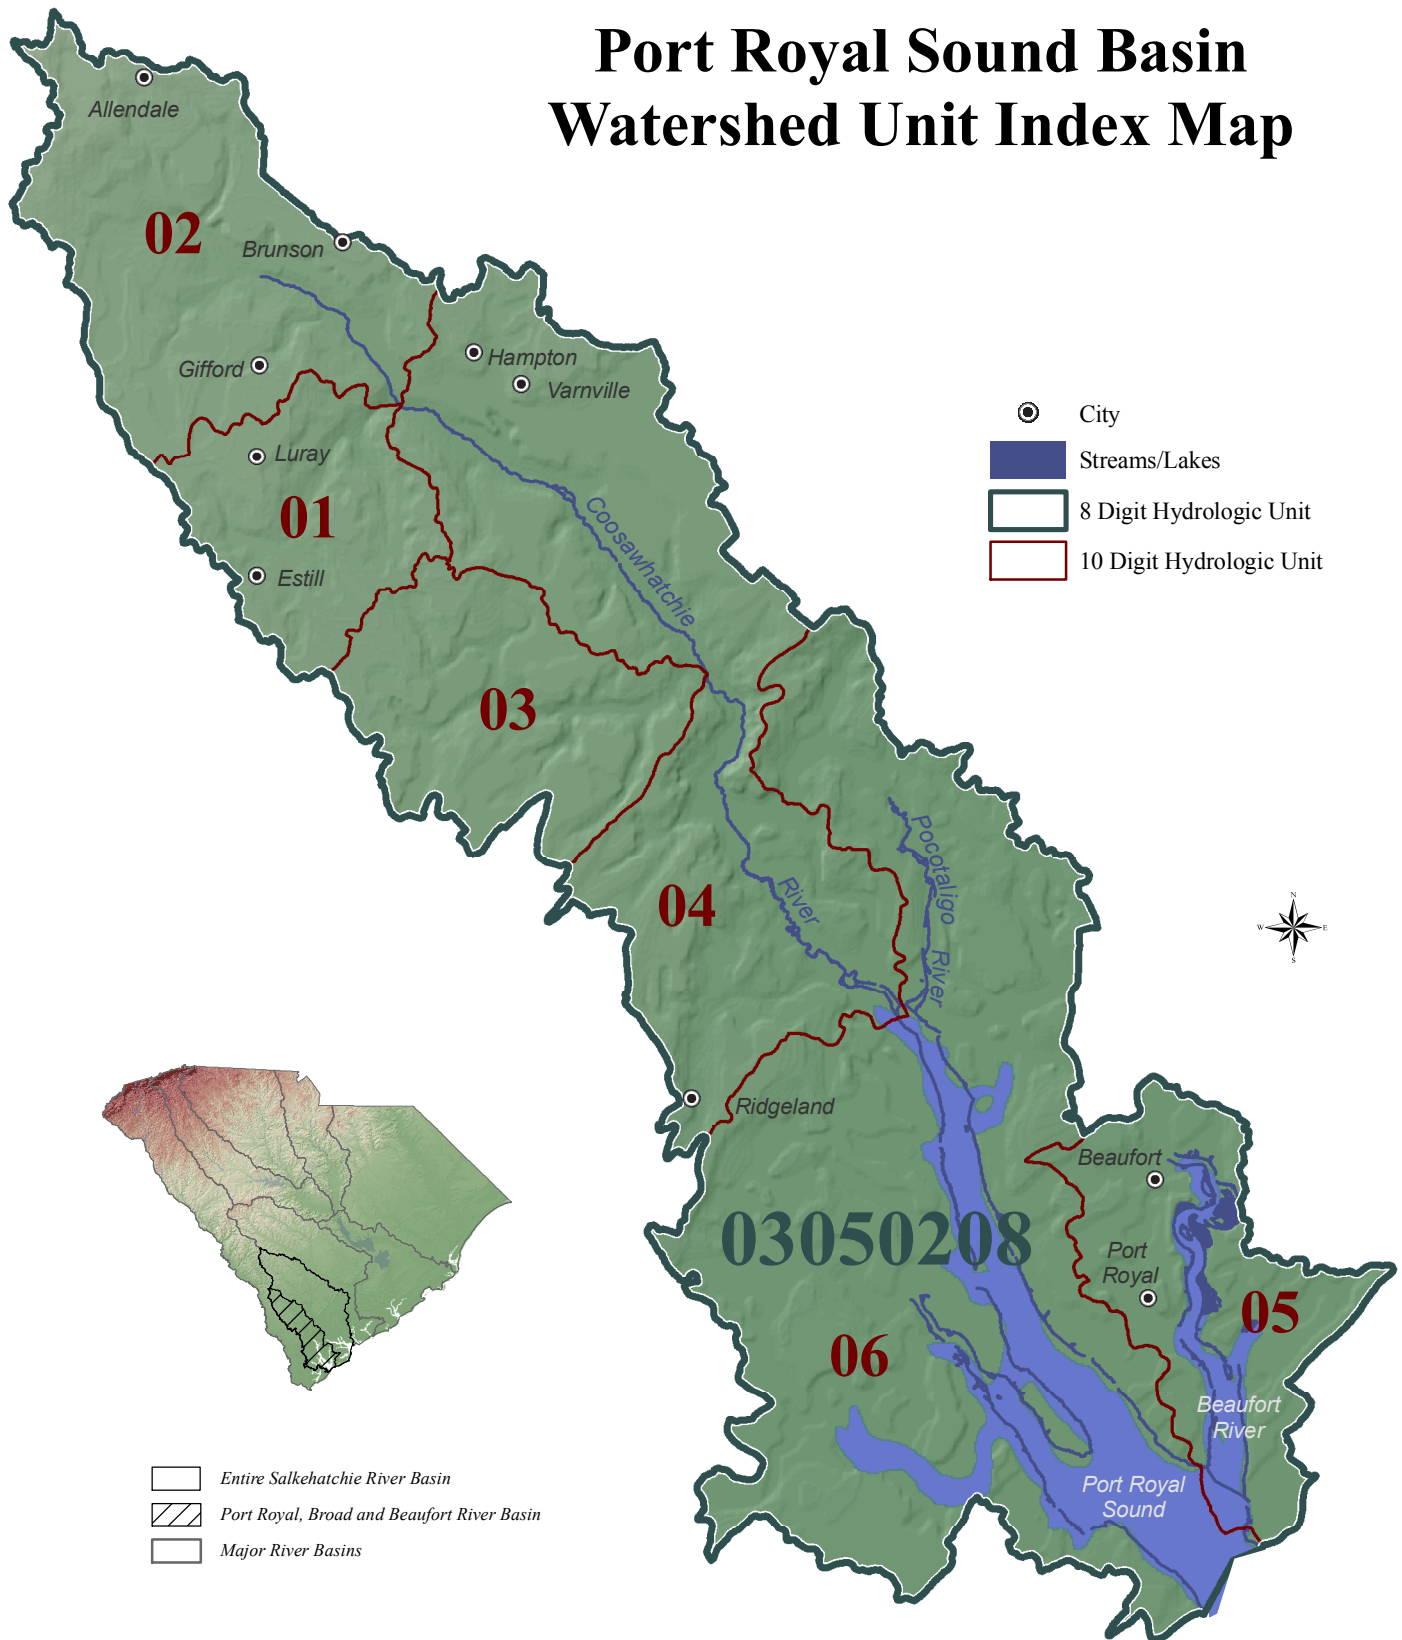 Port Royal Sound Basin
Watershed Unit Index Map
Allendale
02
Brunson
Gifford
Hampton
Varnville
City
Streams/Lakes
8 Digit Hydrologic Unit
10 Digit Hydrologic Unit
Luray
01
Estill
Coosawhatchie
03
Pocotaligo
River
04
River
N
W
E
S
Ridgeland
Beaufort
03050208
Port
Royal
05
06
Beaufort
River
Port Royal
Sound
Entire Salkehatchie River Basin
Port Royal, Broad and Beaufort River Basin
Major River Basins